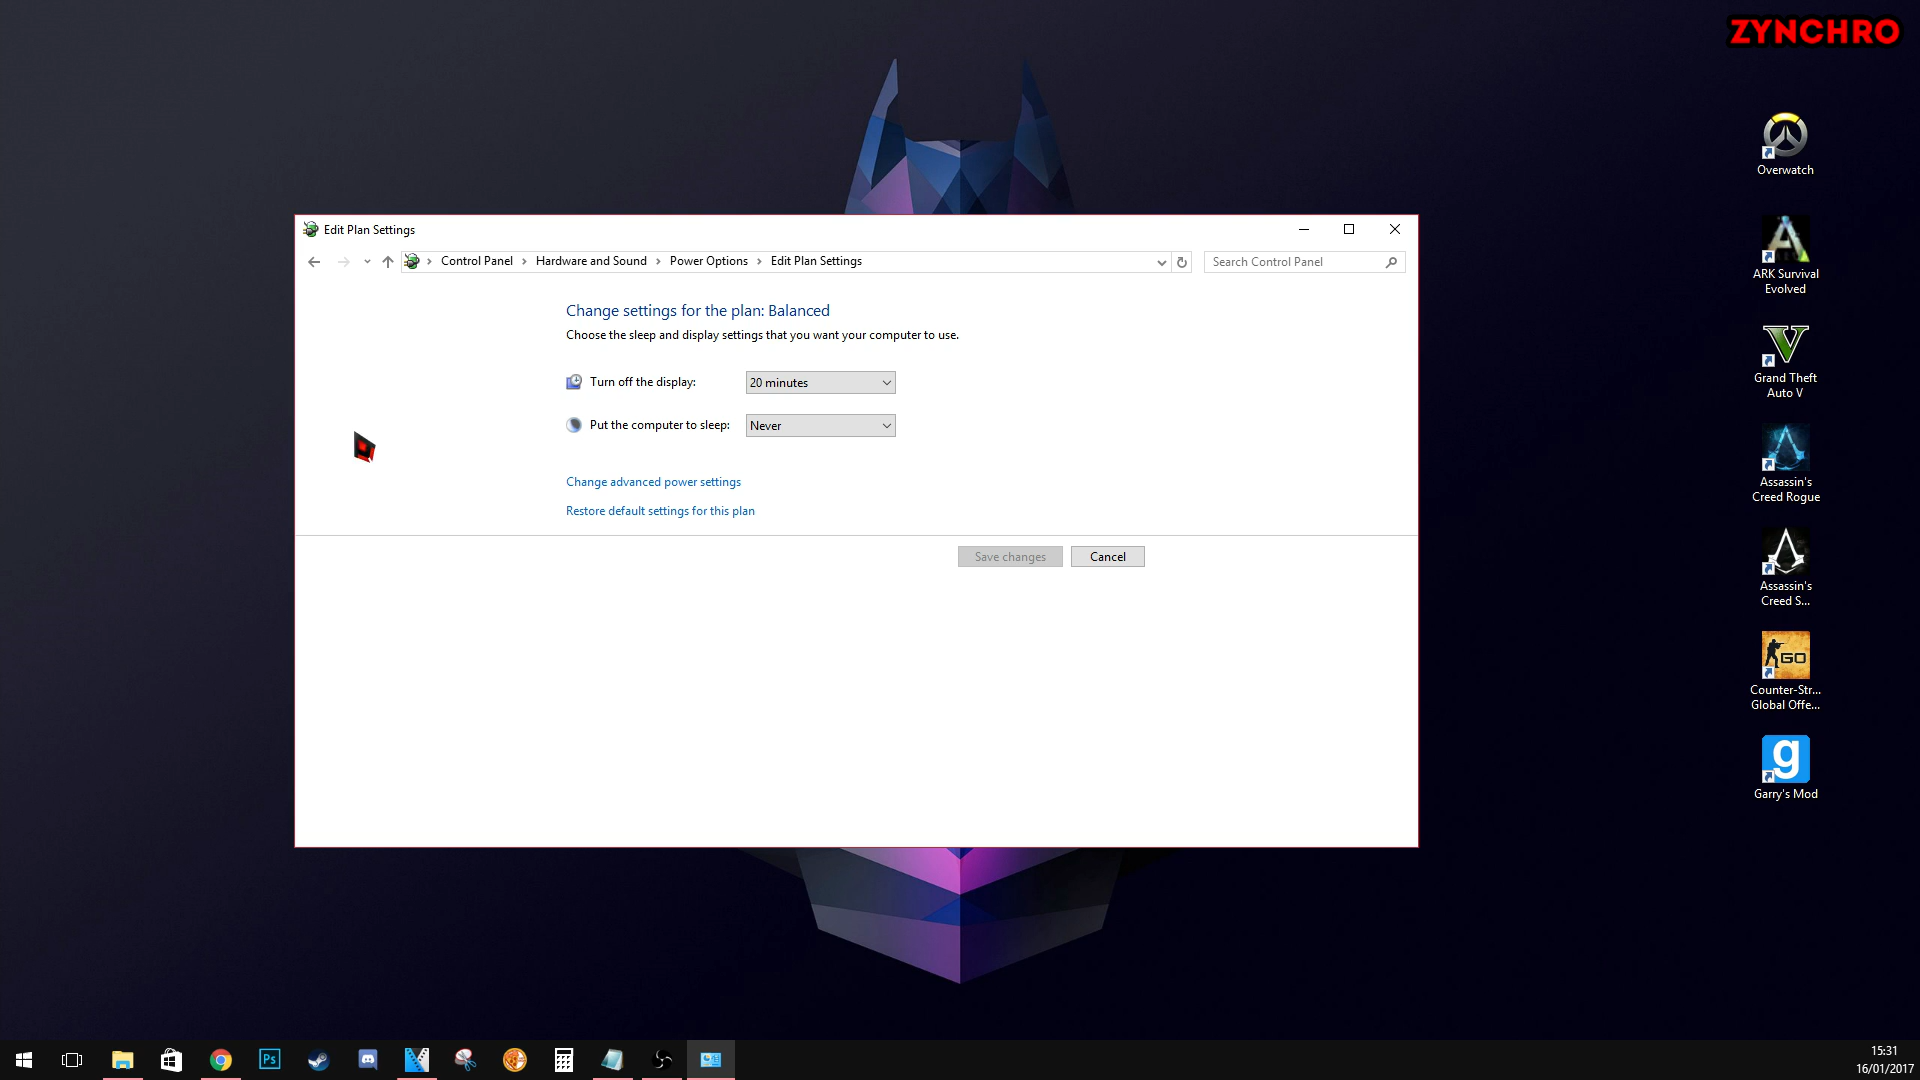 ZYNCHRO
Overwatch
ARK Survival
Evolved
Grand Theft
Auto V
Assassin's
Creed Rogue
Assassin's
Creed S...
GO
Counter-Str...
Global Offe...
g
Garry's Mod
Edit Plan Settings
Control Panel > Hardware and Sound > Power Options > Edit Plan Settings
Search Control Panel
Change settings for the plan: Balanced
Choose the sleep and display settings that you want your computer to use.
Turn off the display: 20 minutes
Put the computer to sleep: Never
Change advanced power settings
Restore default settings for this plan
Save changes Cancel
Ps
15:31
16/01/2017